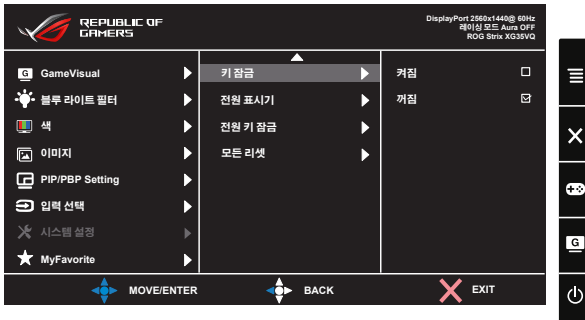 REPUBLIC OF
GAMERS
DisplayPort 2560x1440@ 60Hz
레이싱 모드 Aura OFF
ROG Strix XG35VQ
G GameVisual
블루 라이트 필터
색
이미지
PIP/PBP Setting
입력 선택
시스템 설정
MyFavorite
키 잠금
전원 표시기
전원 키 잠금
모든 리셋
켜짐
꺼짐
MOVE/ENTER
BACK
EXIT
G